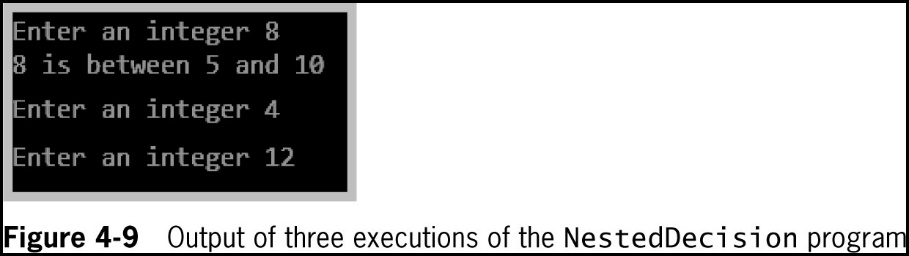 Enter an integer 8
8 is between 5 and 10
Enter an integer 4
Enter an integer 12
Figure 4-9 Output of three executions of the NestedDecision program